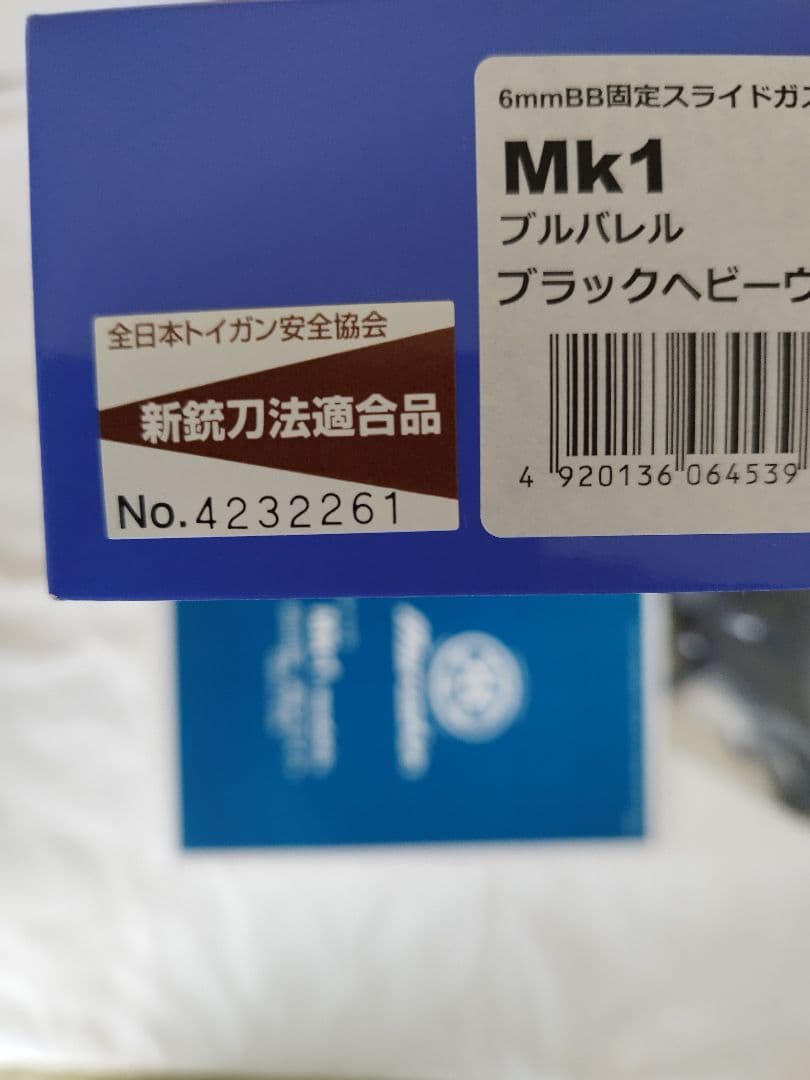 6mmBB固定スライドガス
Mk1
ブルバレル
ブラックヘビーウ
4 920136 064539
全日本トイガン安全協会
新銃刀法適合品
No.4232261